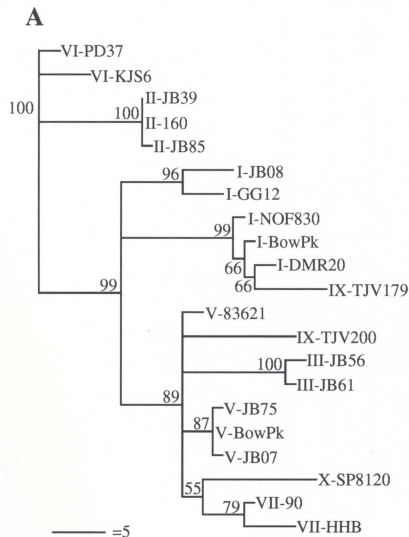 A
VI-PD37
VI-KJS6
100
100
II-JB39
II-160
II-JB85
96
I-JB08
I-GG12
I-NOF830
99
I-BowPk
66
I-DMR20
66
IX-TJV179
99
V-83621
IX-TJV200
100
III-JB56
III-JB61
89
V-JB75
87
V-BowPk
V-JB07
55
X-SP8120
79
VII-90
VII-HHB
=5